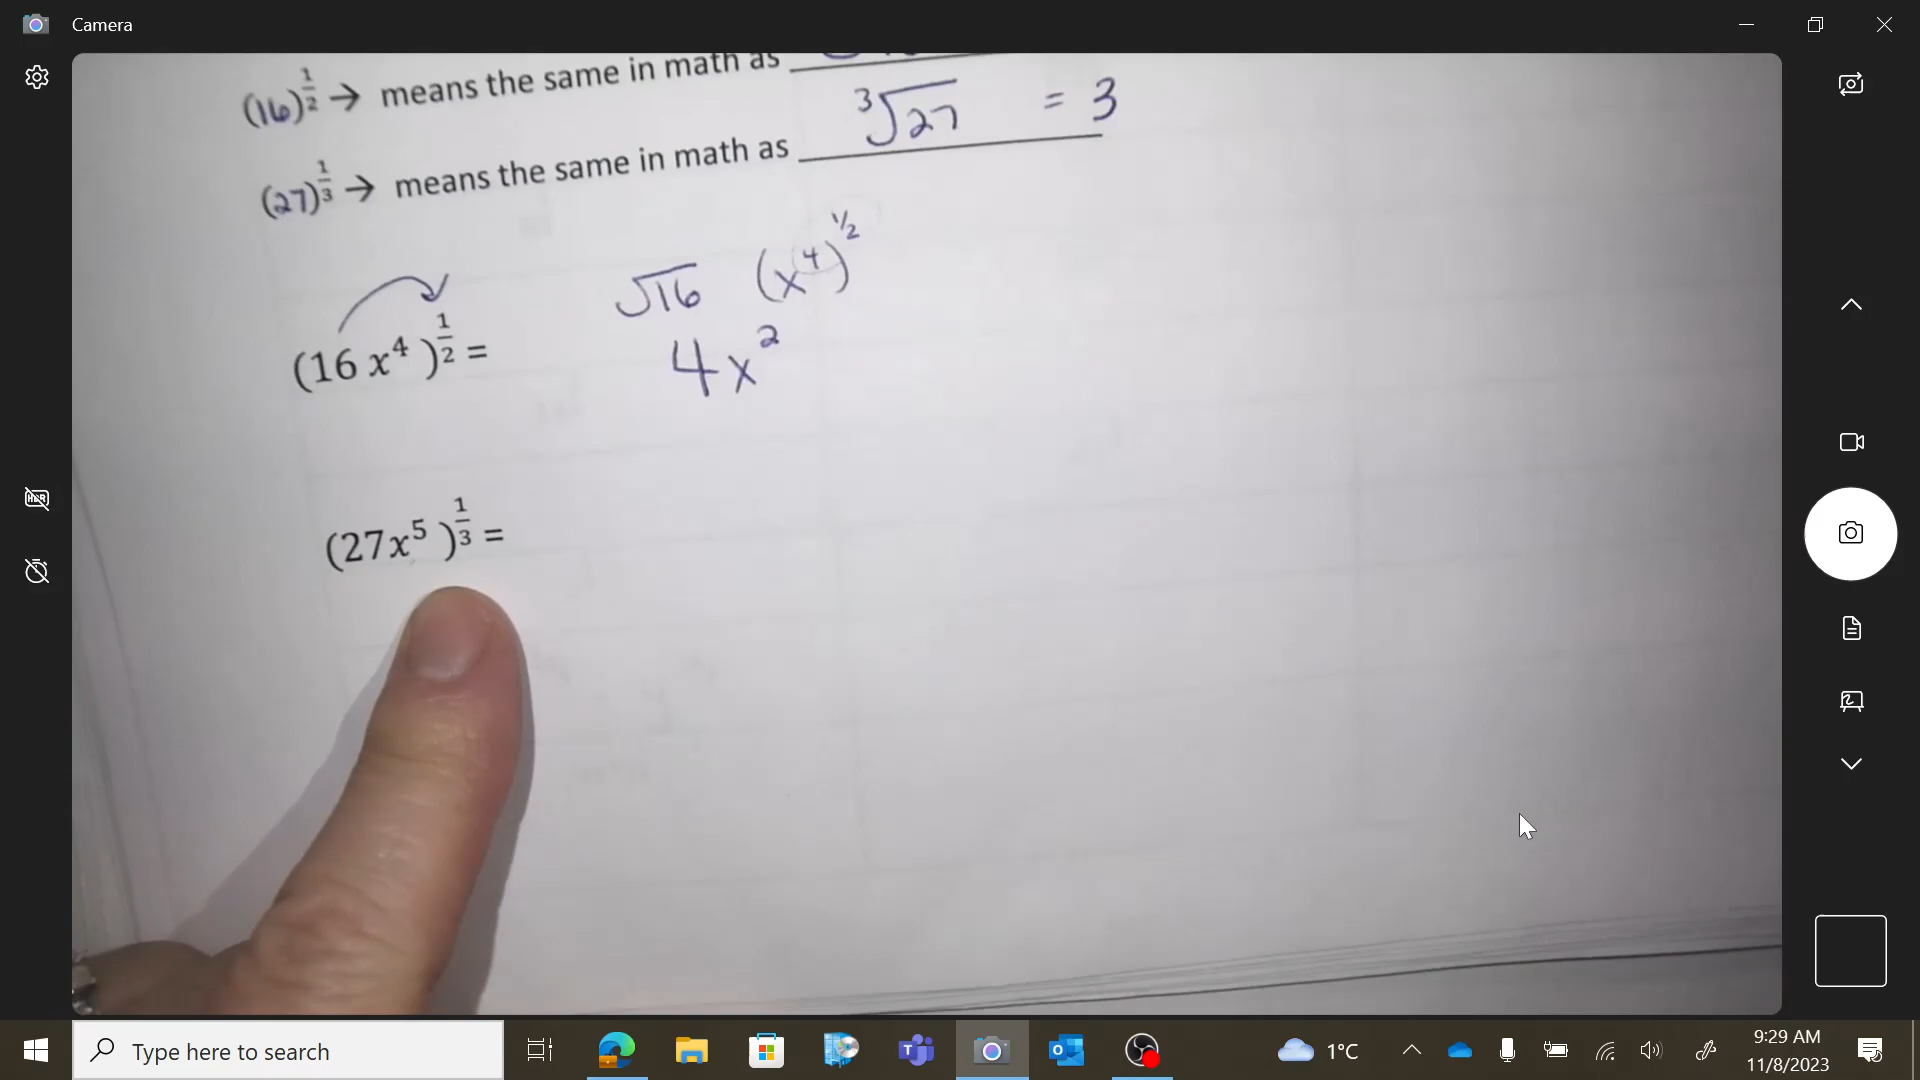 Camera
(16)^{1/2} → means the same in math as
(27)^{1/3} → means the same in math as ∛27 = 3
(16 x⁴)^{1/2} = √16 (x⁴)^{1/2}
4x²
(27x⁵)^{1/3} =
Type here to search
1°C
9:29 AM
11/8/2023